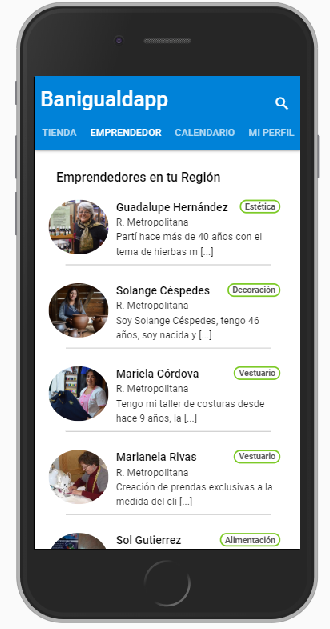 Banigualdapp
TIENDA EMPRENDEDOR CALENDARIO MI PERFIL
Emprendedores en tu Región
Guadalupe Hernández Estética
R. Metropolitana
Partí hace más de 40 años con el
tema de hierbas m [...]
Solange Céspedes Decoración
R. Metropolitana
Soy Solange Céspedes, tengo 46
años, soy nacida y [...]
Mariela Córdova Vestuario
R. Metropolitana
Tengo mi taller de costuras desde
hace 9 años, la [...]
Marianela Rivas Vestuario
R. Metropolitana
Creación de prendas exclusivas a la
medida del cli [...]
Sol Gutierrez Alimentación